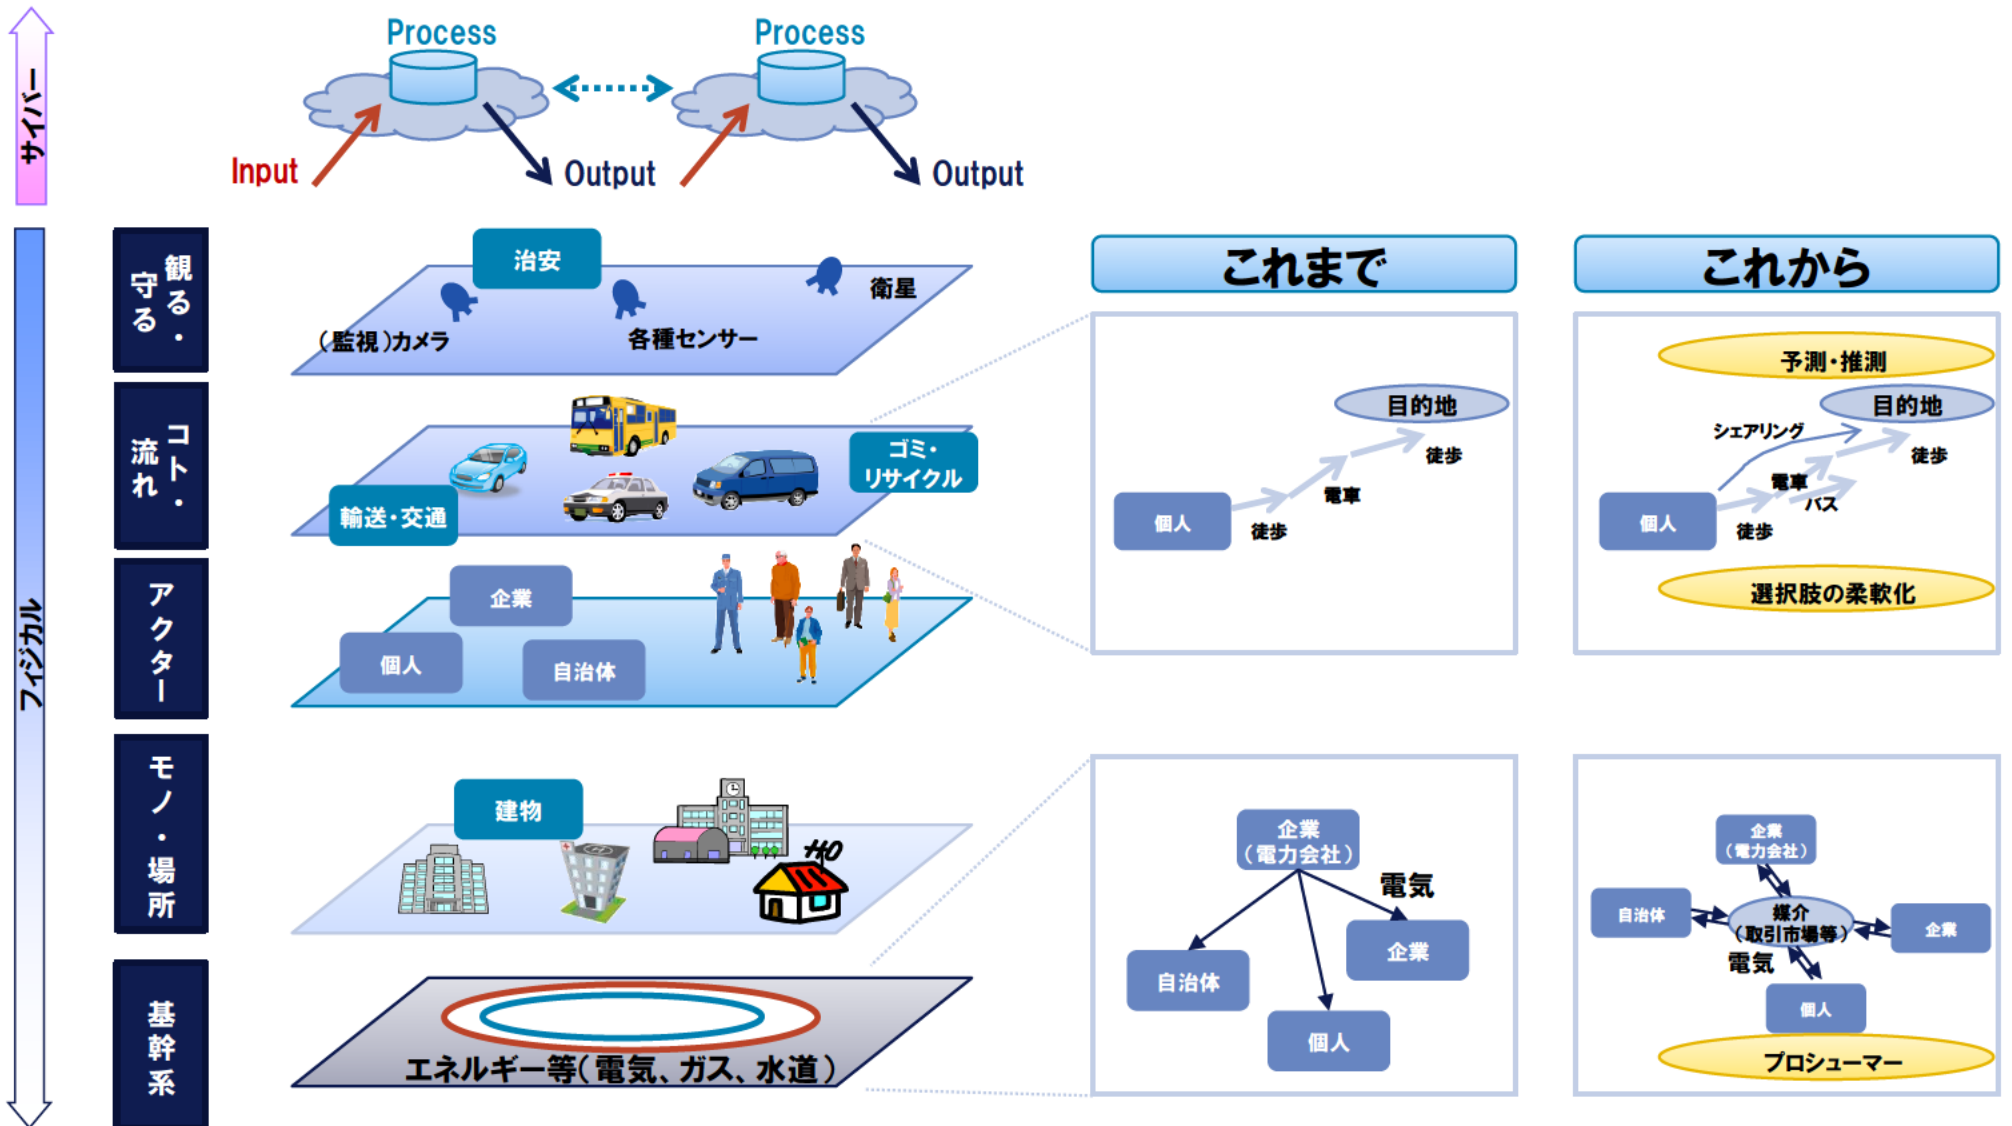 サイバー
フィジカル
Process
Process
Input
Output
Output
観る・
守る
コト・
流れ
アクター
モノ・場所
基幹系
治安
衛星
(監視)カメラ
各種センサー
ゴミ・
リサイクル
輸送・交通
企業
個人
自治体
建物
エネルギー等(電気、ガス、水道)
これまで
目的地
徒歩
電車
個人
徒歩
企業
(電力会社)
電気
企業
自治体
個人
これから
予測・推測
目的地
シェアリング
徒歩
電車
バス
個人
徒歩
選択肢の柔軟化
企業
(電力会社)
自治体
媒介
(取引市場等)
企業
電気
個人
プロシューマー